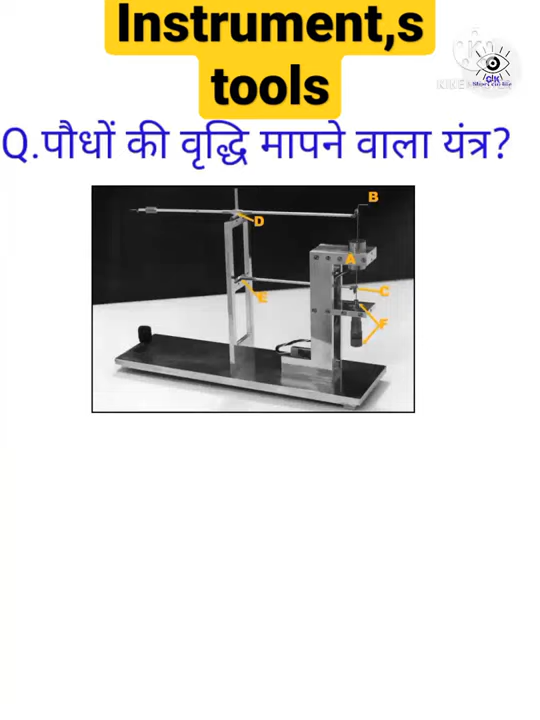 Instrument,s
tools
Q.पौधों की वृद्धि मापने वाला यंत्र?
B
D
A
E
C
F